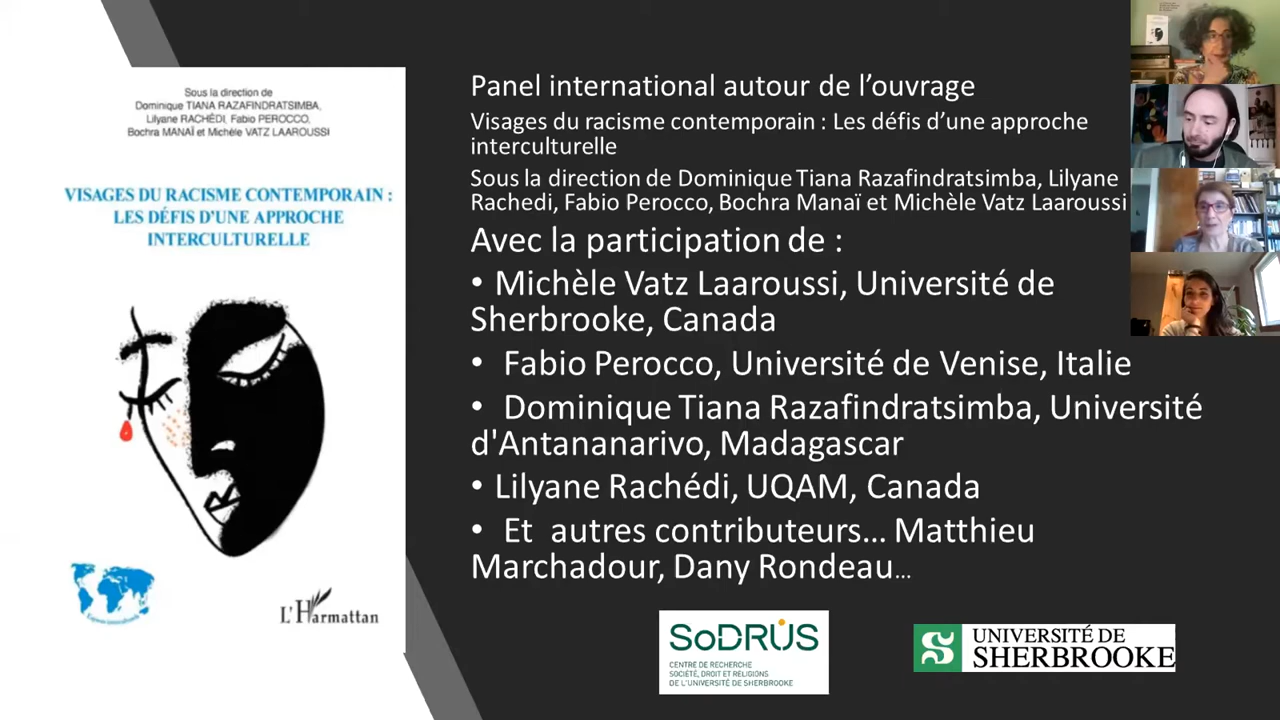 Sous la direction de
Dominique TIANA RAZAFINDRATSIMBA,
Lilyane RACHÊDI, Fabio PEROCCO,
Bochra MANAÏ et Michèle VATZ LAAROUSSI
VISAGES DU RACISME CONTEMPORAIN :
LES DÉFIS D'UNE APPROCHE
INTERCULTURELLE
Espaces interculturels
L'Harmattan
Panel international autour de l’ouvrage
Visages du racisme contemporain : Les défis d’une approche
interculturelle
Sous la direction de Dominique Tiana Razafindratsimba, Lilyane
Rachedi, Fabio Perocco, Bochra Manaï et Michèle Vatz Laaroussi
Avec la participation de :
• Michèle Vatz Laaroussi, Université de
Sherbrooke, Canada
• Fabio Perocco, Université de Venise, Italie
• Dominique Tiana Razafindratsimba, Université
d'Antananarivo, Madagascar
• Lilyane Rachédi, UQAM, Canada
• Et autres contributeurs… Matthieu
Marchadour, Dany Rondeau…
SoDRUS
CENTRE DE RECHERCHE
SOCIÉTÉ, DROIT ET RELIGIONS
DE L'UNIVERSITÉ DE SHERBROOKE
UNIVERSITÉ DE
SHERBROOKE